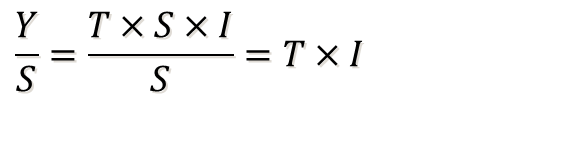 Y/S = (T × S × I)/S = T × I